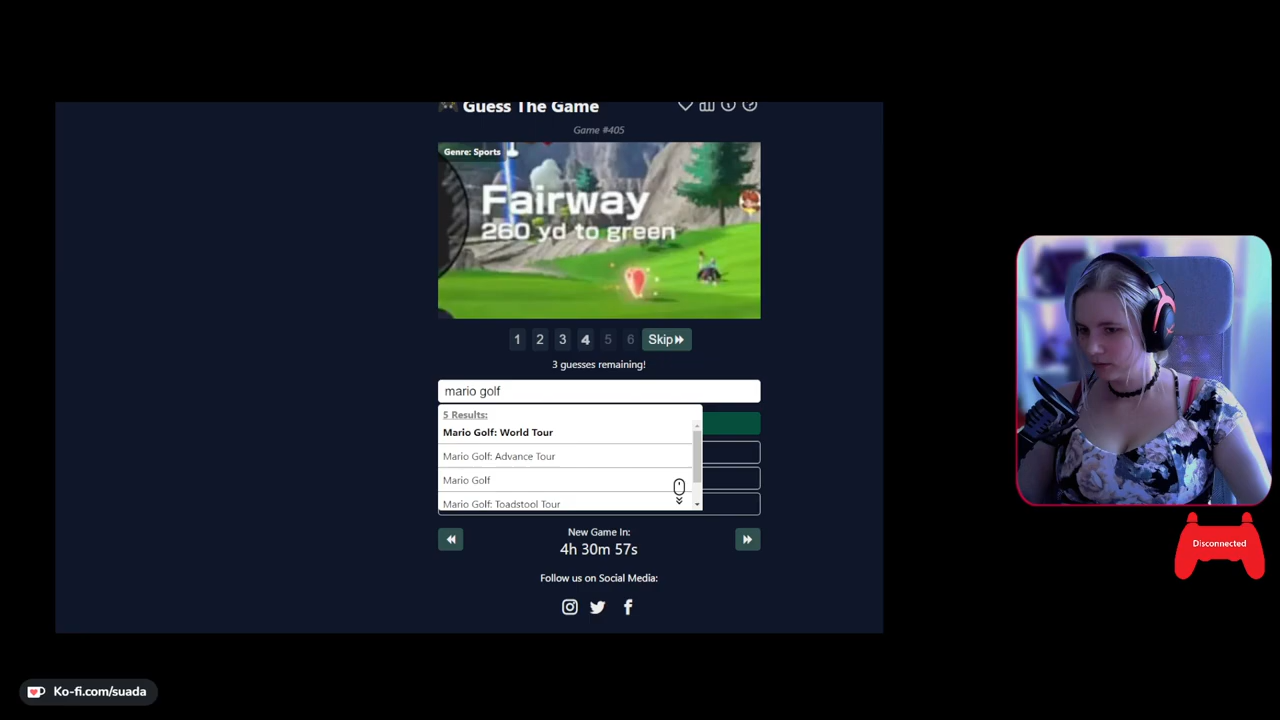 Guess The Game
Game #405
Genre: Sports
Fairway
260 yd to green
1 2 3 4 5 6 Skip
3 guesses remaining!
mario golf
5 Results:
Mario Golf: World Tour
Mario Golf: Advance Tour
Mario Golf
Mario Golf: Toadstool Tour
New Game In:
4h 30m 57s
Follow us on Social Media:
Disconnected
Ko-fi.com/suada